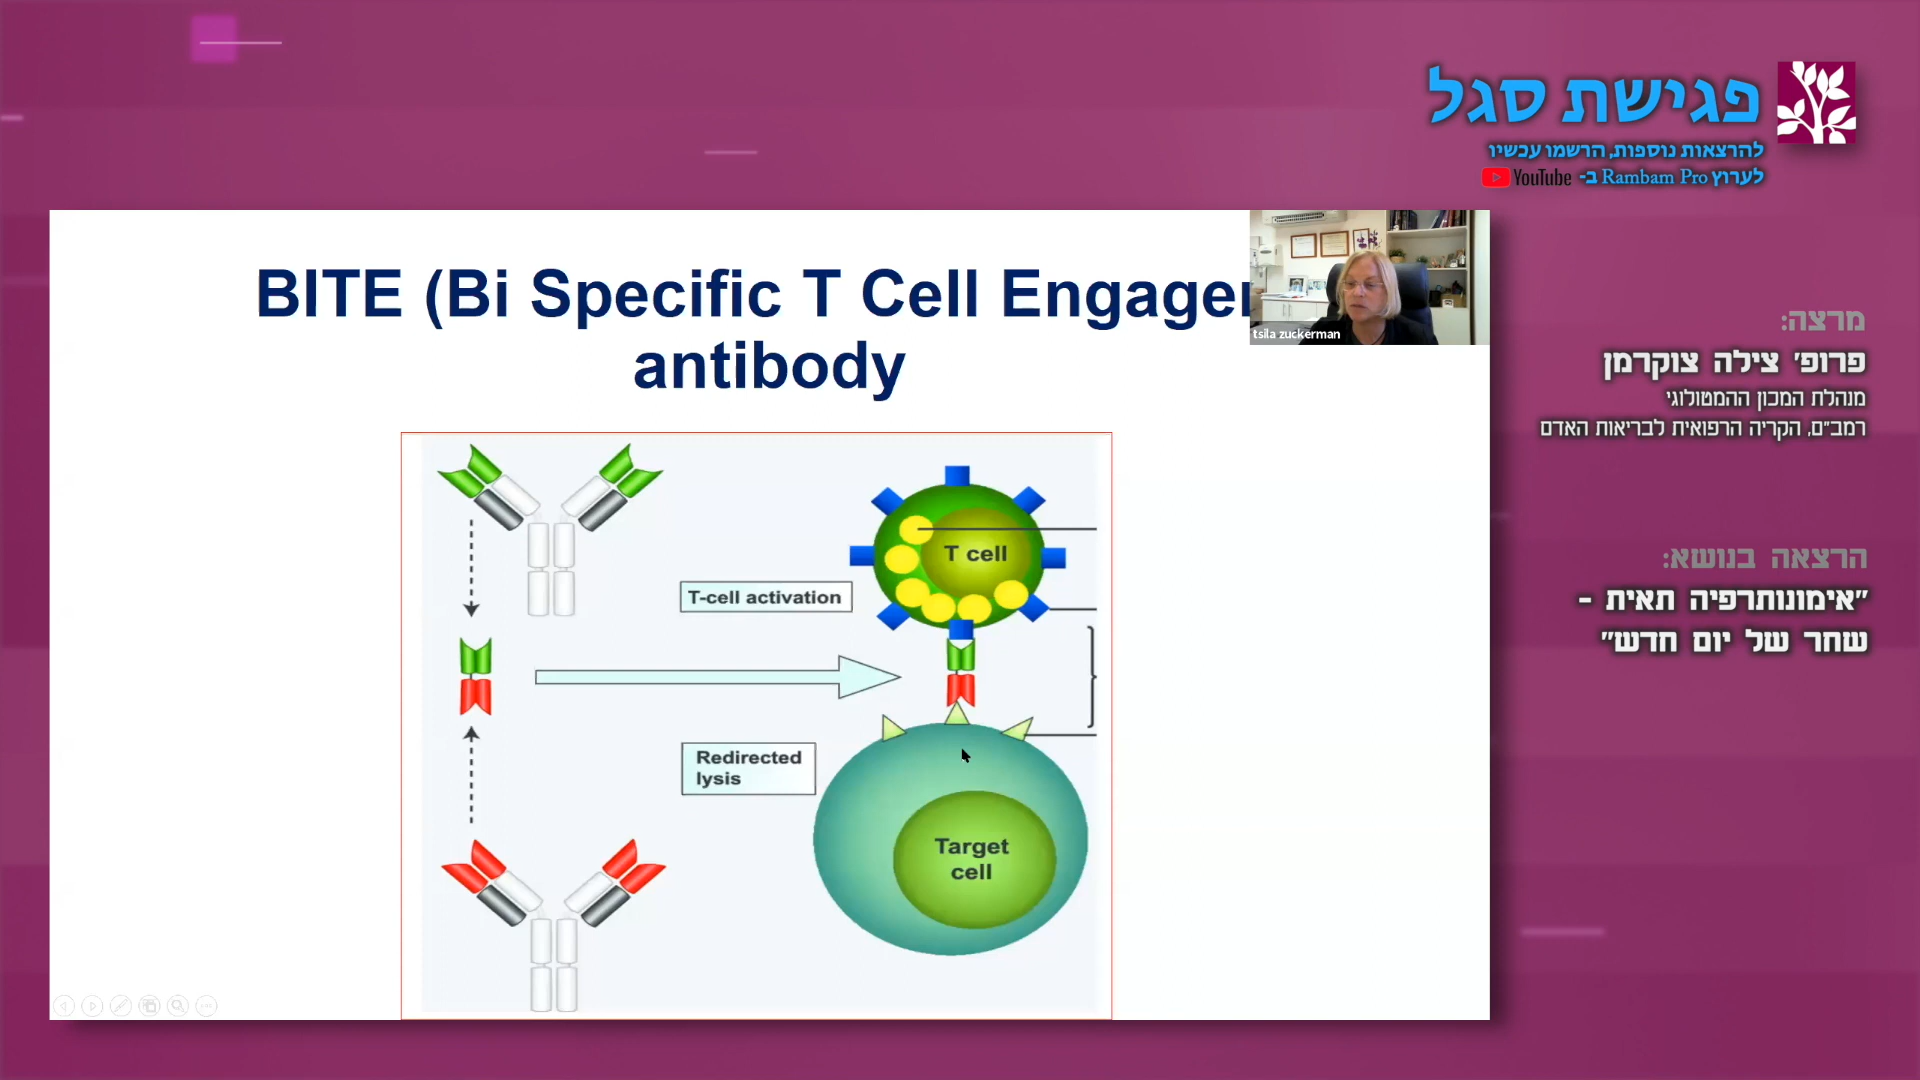 פגישת סגל
להרצאות נוספות, הרשמו עכשיו
לערוץ Rambam Pro ב- YouTube
BITE (Bi Specific T Cell Engager
antibody
tsila zuckerman
T cell
T-cell activation
Redirected
lysis
Target
cell
מרצה:
פרופ' צילה צוקרמן
מנהלת המכון ההמטולוגי
רמב"ם, הקריה הרפואית לבריאות האדם
הרצאה בנושא:
"אימונותרפיה תאית -
שחר של יום חדש"